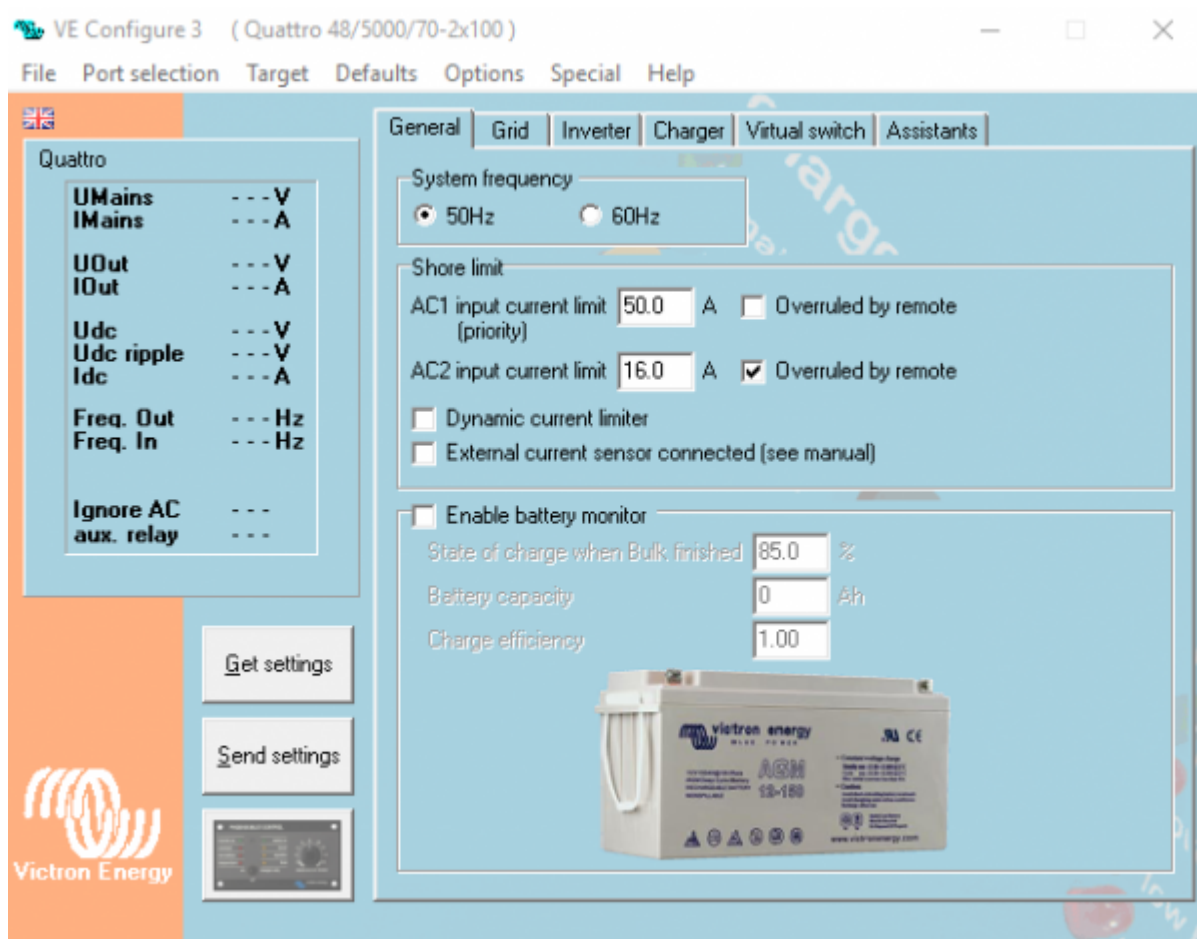 VE Configure 3 ( Quattro 48/5000/70-2x100 )
File Port selection Target Defaults Options Special Help
General Grid Inverter Charger Virtual switch Assistants
Quattro
UMains - - - V
IMains - - - A
UOut - - - V
IOut - - - A
Udc - - - V
Udc ripple - - - V
Idc - - - A
Freq. Out - - - Hz
Freq. In - - - Hz
Ignore AC - - -
aux. relay - - -
Get settings
Send settings
Victron Energy
System frequency
50Hz 60Hz
Shore limit
AC1 input current limit 50.0 A Overruled by remote
(priority)
AC2 input current limit 16.0 A Overruled by remote
Dynamic current limiter
External current sensor connected (see manual)
Enable battery monitor
State of charge when Bulk finished 85.0 %
Battery capacity 0 Ah
Charge efficiency 1.00
victron energy
BLUE POWER
AGM
12-150
www.victronenergy.com